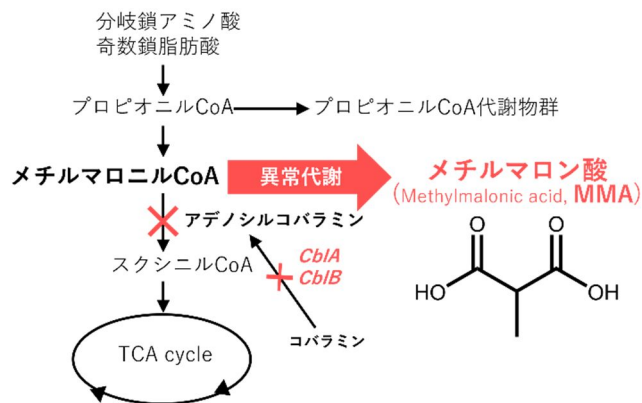 分岐鎖アミノ酸
奇数鎖脂肪酸
プロピオニルCoA
プロピオニルCoA代謝物群
メチルマロニルCoA
異常代謝
メチルマロン酸
(Methylmalonic acid, MMA)
アデノシルコバラミン
スクシニルCoA
CblA
CblB
コバラミン
TCA cycle
O
O
HO
OH